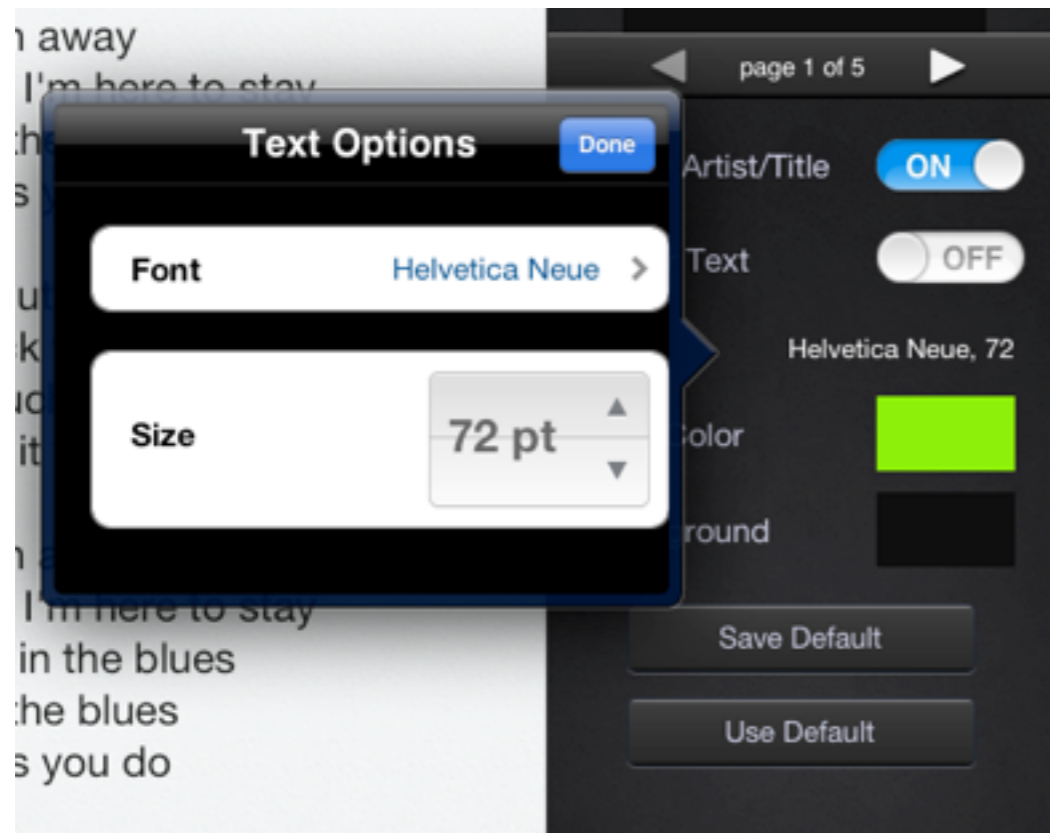 away
I'm here to stay
Text Options
Done
Font
Helvetica Neue
Size
72 pt
I'm here to stay
in the blues
the blues
s you do
page 1 of 5
Artist/Title
ON
Text
OFF
Helvetica Neue, 72
Color
round
Save Default
Use Default